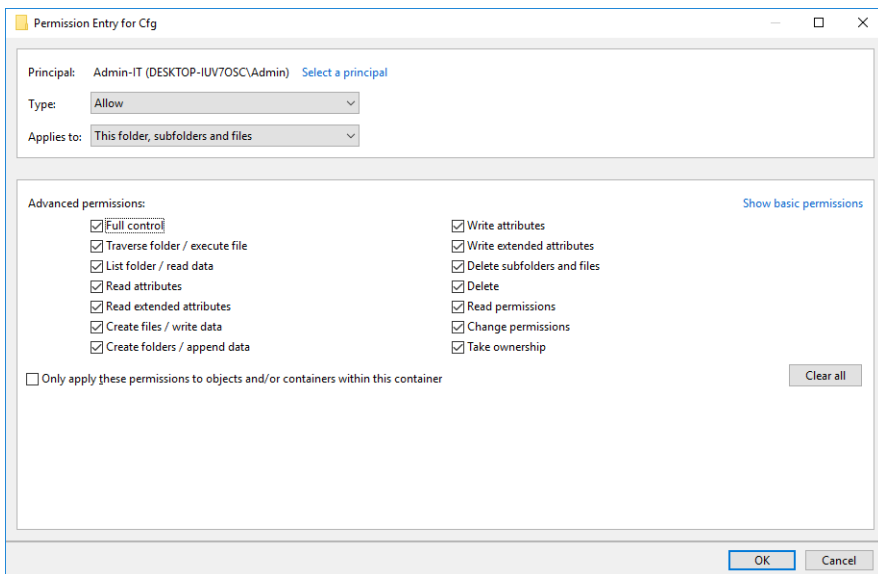 Permission Entry for Cfg
Principal: Admin-IT (DESKTOP-IUV7OSC\Admin) Select a principal
Type: Allow
Applies to: This folder, subfolders and files
Advanced permissions: Show basic permissions
Full control Write attributes
Traverse folder / execute file Write extended attributes
List folder / read data Delete subfolders and files
Read attributes Delete
Read extended attributes Read permissions
Create files / write data Change permissions
Create folders / append data Take ownership
Only apply these permissions to objects and/or containers within this container Clear all
OK Cancel